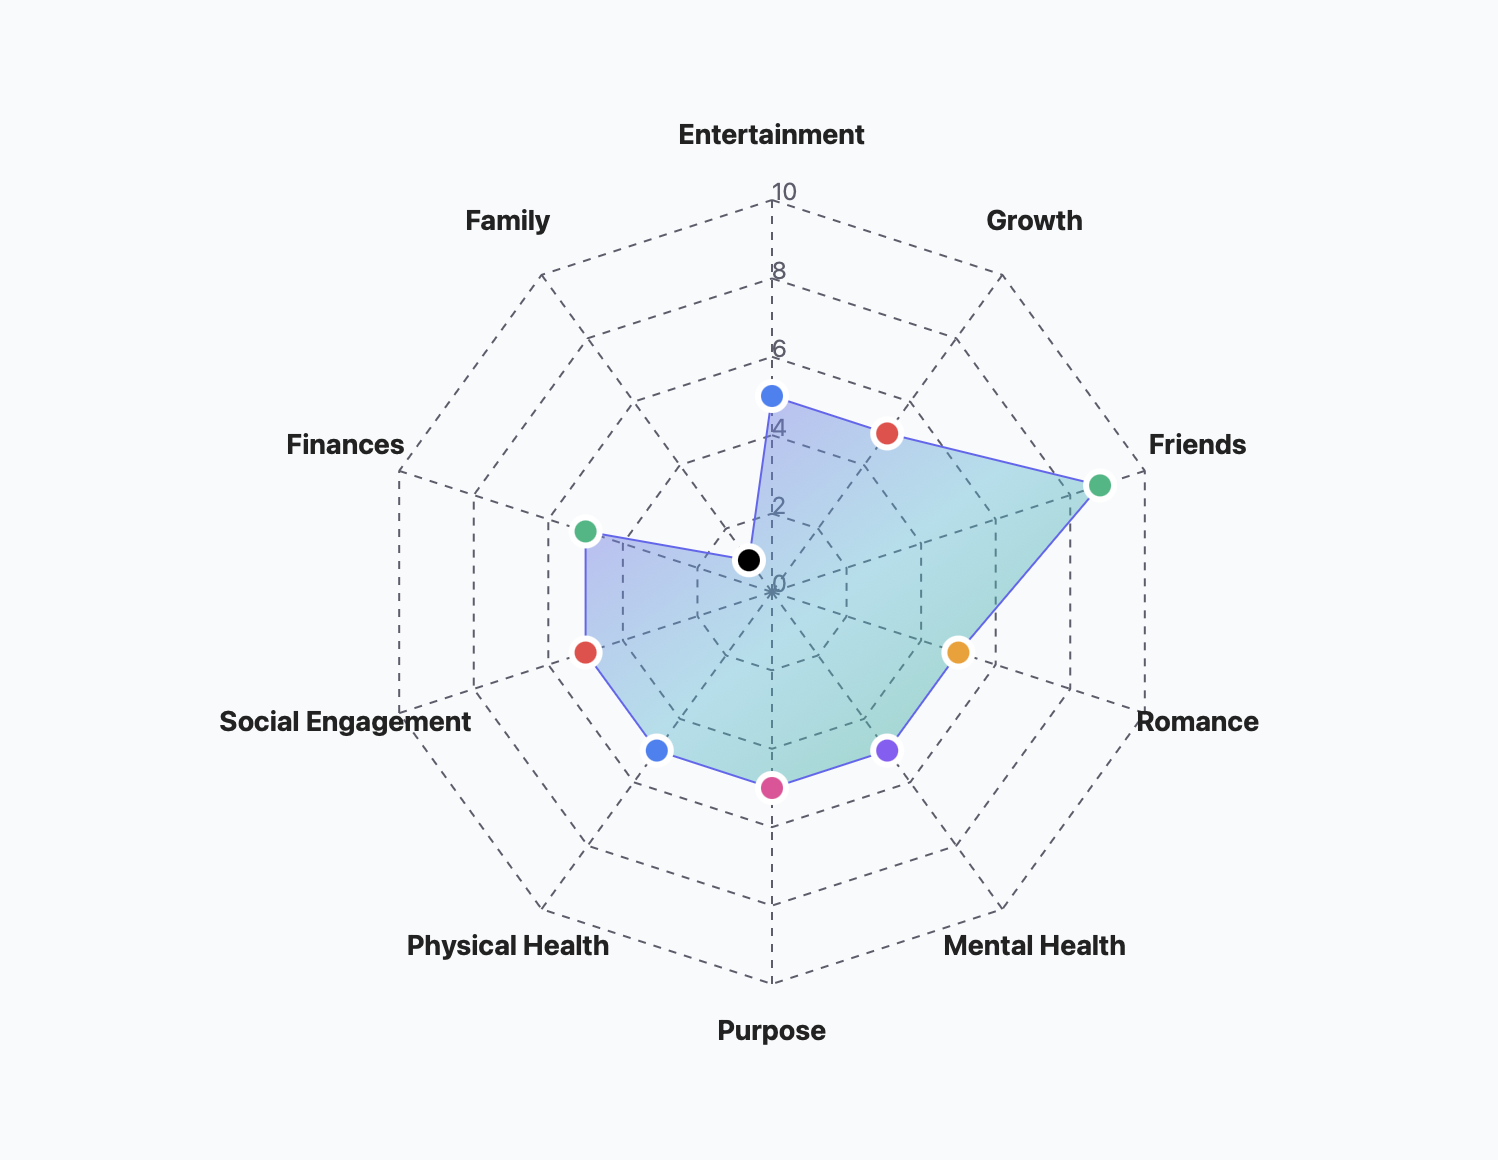 Entertainment
10
Family
Growth
8
6
4
Finances
Friends
2
0
Social Engagement
Romance
Physical Health
Mental Health
Purpose